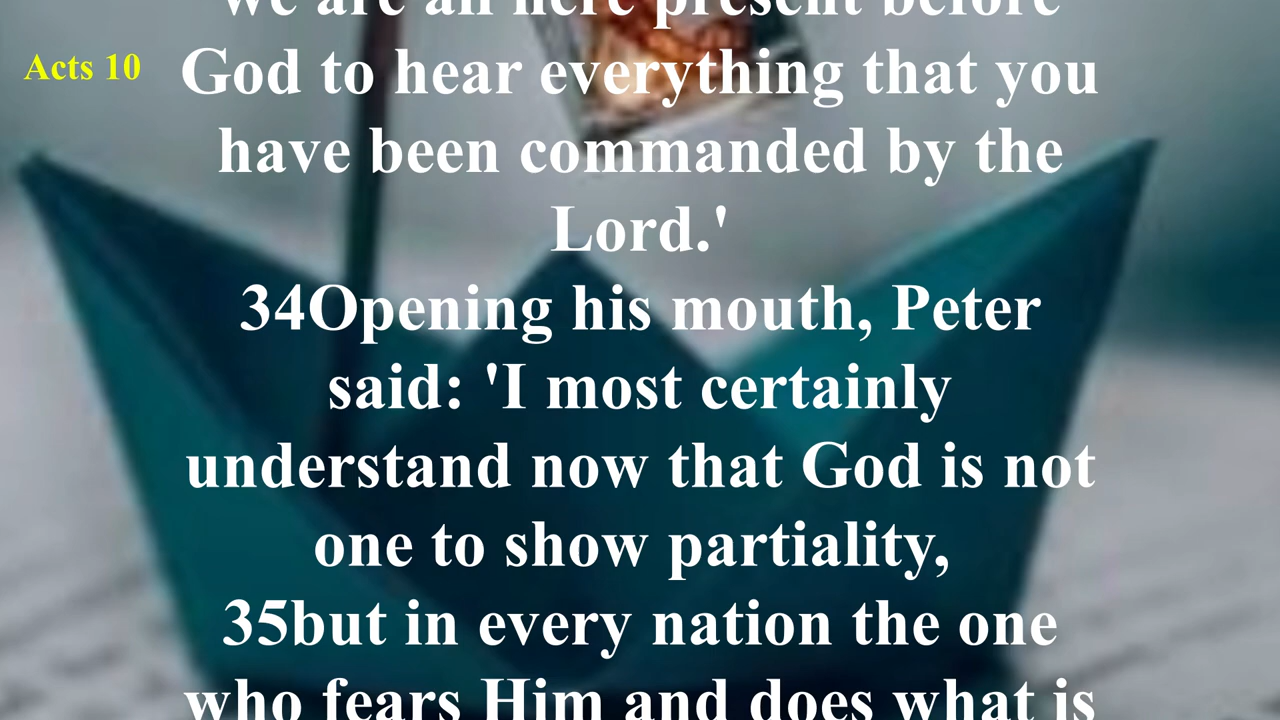 we are all here present before
Acts 10
God to hear everything that you
have been commanded by the
Lord.'
34Opening his mouth, Peter
said: 'I most certainly
understand now that God is not
one to show partiality,
35but in every nation the one
who fears Him and does what is